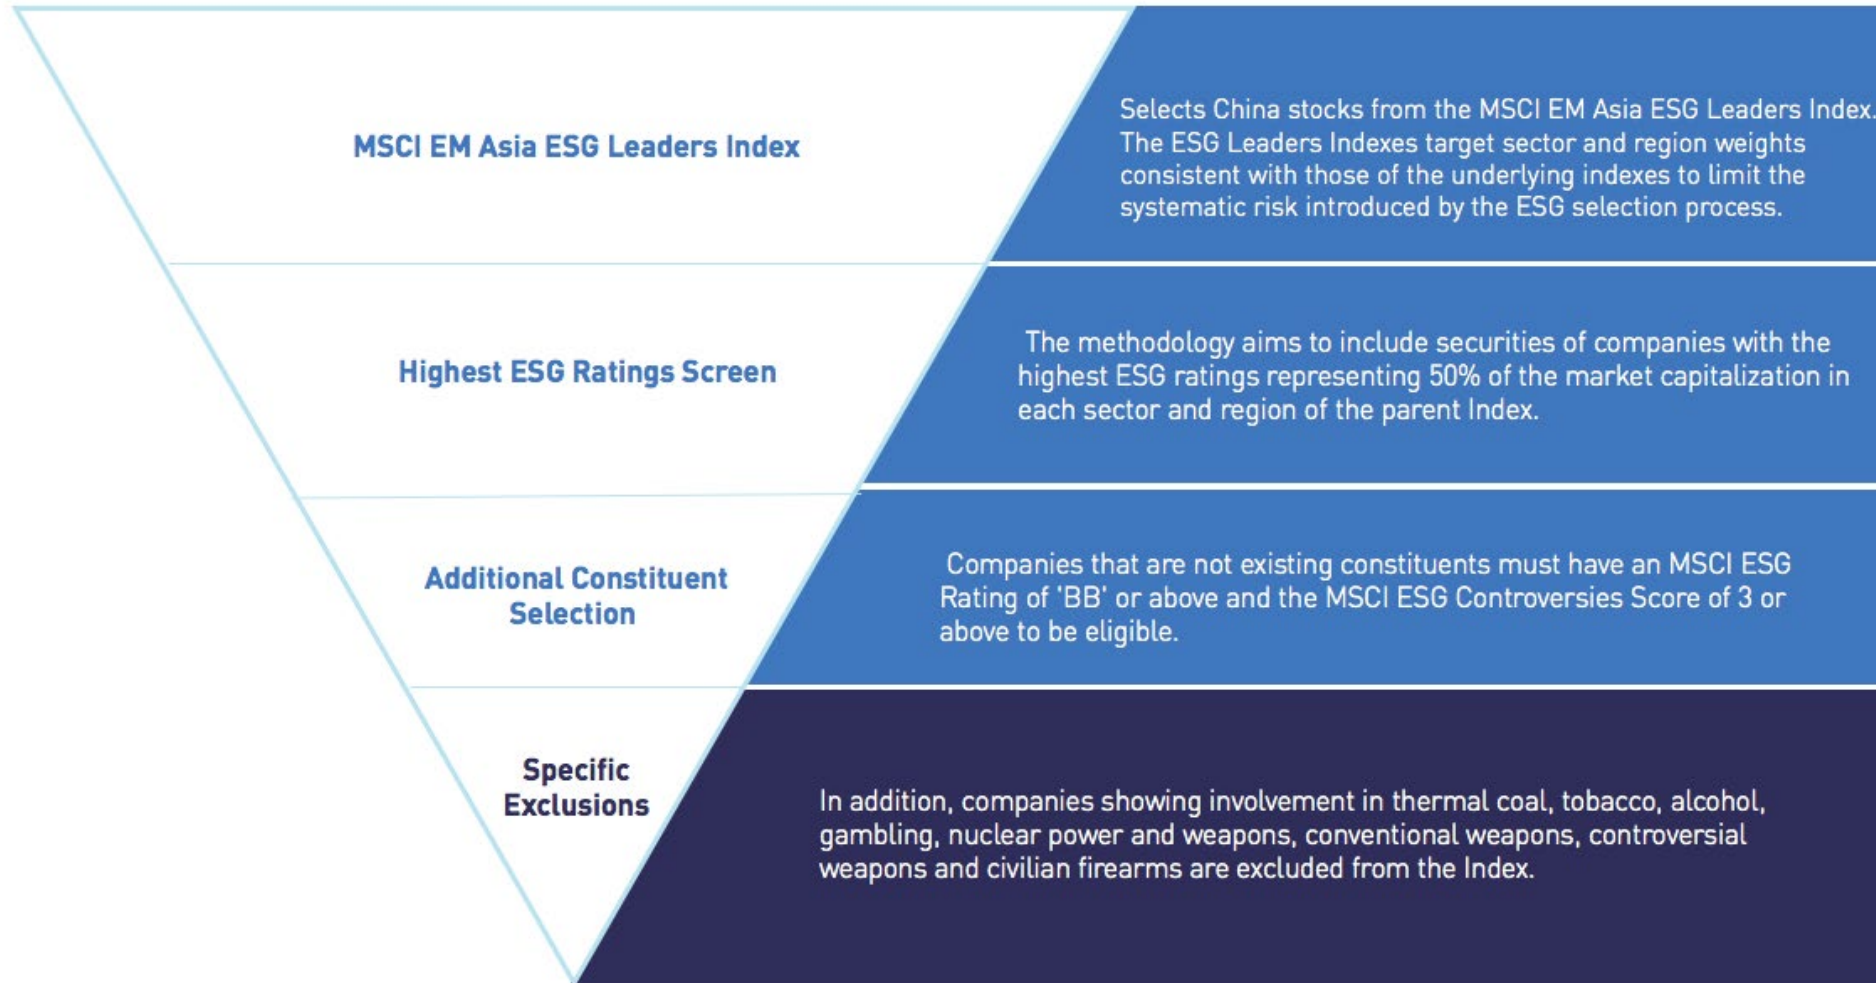 MSCI EM Asia ESG Leaders Index
Selects China stocks from the MSCI EM Asia ESG Leaders Index.
The ESG Leaders Indexes target sector and region weights
consistent with those of the underlying indexes to limit the
systematic risk introduced by the ESG selection process.
Highest ESG Ratings Screen
The methodology aims to include securities of companies with the
highest ESG ratings representing 50% of the market capitalization in
each sector and region of the parent Index.
Additional Constituent
Selection
Companies that are not existing constituents must have an MSCI ESG
Rating of 'BB' or above and the MSCI ESG Controversies Score of 3 or
above to be eligible.
Specific
Exclusions
In addition, companies showing involvement in thermal coal, tobacco, alcohol,
gambling, nuclear power and weapons, conventional weapons, controversial
weapons and civilian firearms are excluded from the Index.